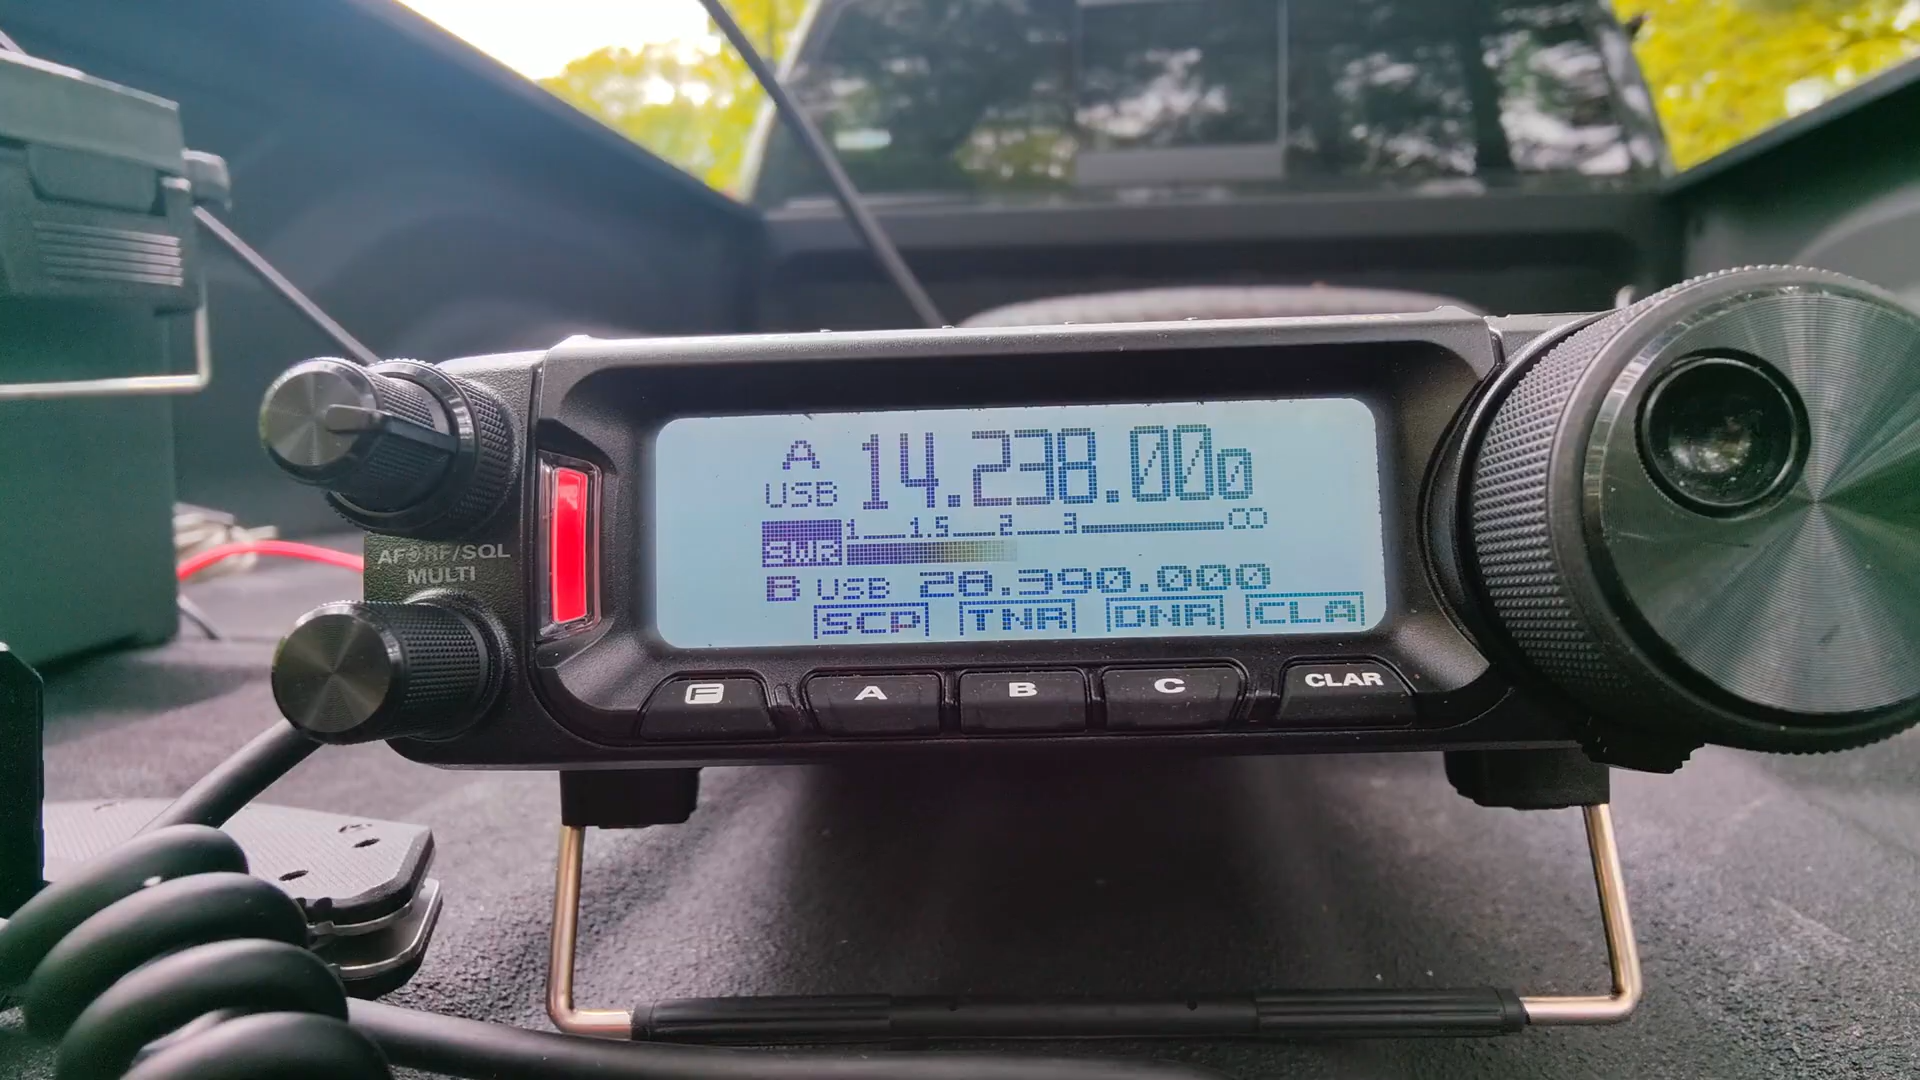 A 14.238.000
USB
1 1.5 2 3 ∞
SWR
B USB 28.390.000
SCP TNR DNR CLA
AF⊙RF/SQL
MULTI
F A B C CLAR